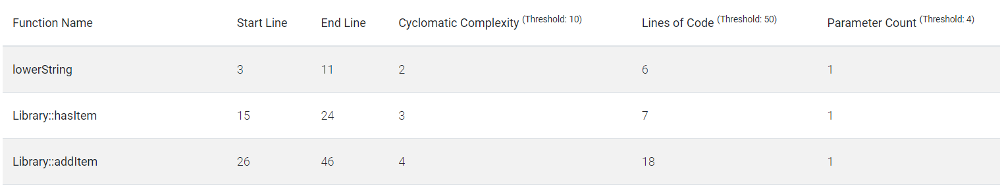 Function Name Start Line End Line Cyclomatic Complexity (Threshold: 10) Lines of Code (Threshold: 50) Parameter Count (Threshold: 4)
lowerString 3 11 2 6 1
Library::hasItem 15 24 3 7 1
Library::addItem 26 46 4 18 1